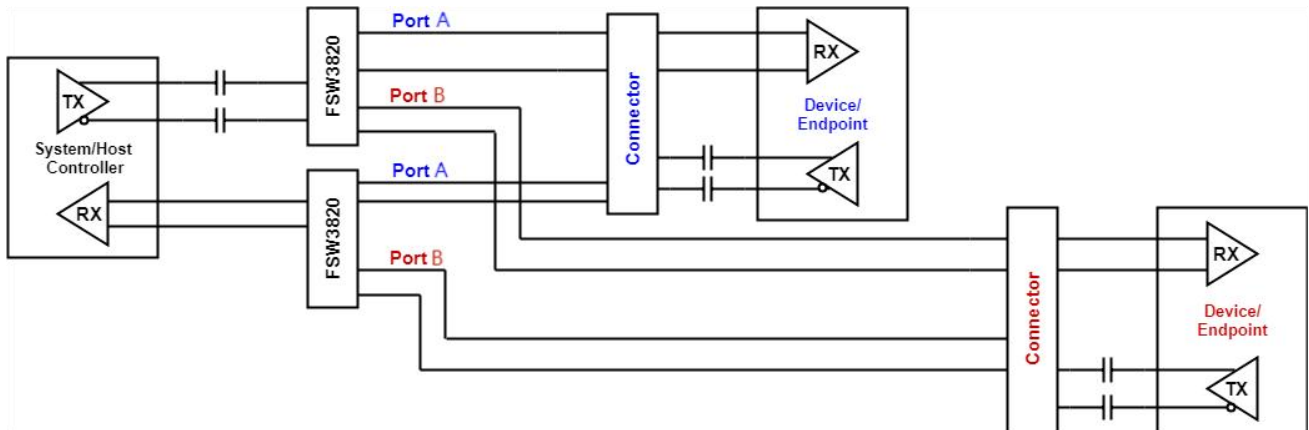 TX
System/Host
Controller
RX
FSW3820
FSW3820
Port A
Port B
Port A
Port B
Connector
RX
Device/
Endpoint
TX
Connector
RX
Device/
Endpoint
TX